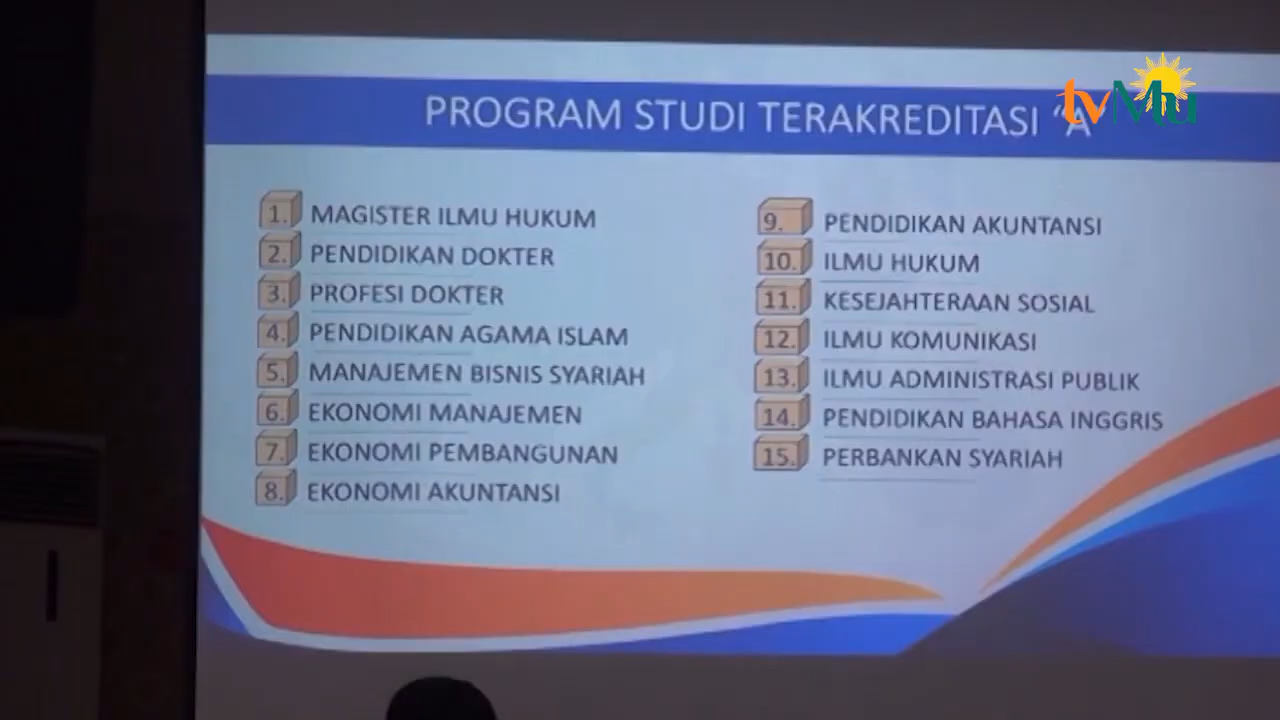 tvMu
PROGRAM STUDI TERAKREDITASI "A
1. MAGISTER ILMU HUKUM
2. PENDIDIKAN DOKTER
3. PROFESI DOKTER
4. PENDIDIKAN AGAMA ISLAM
5. MANAJEMEN BISNIS SYARIAH
6. EKONOMI MANAJEMEN
7. EKONOMI PEMBANGUNAN
8. EKONOMI AKUNTANSI
9. PENDIDIKAN AKUNTANSI
10. ILMU HUKUM
11. KESEJAHTERAAN SOSIAL
12. ILMU KOMUNIKASI
13. ILMU ADMINISTRASI PUBLIK
14. PENDIDIKAN BAHASA INGGRIS
15. PERBANKAN SYARIAH